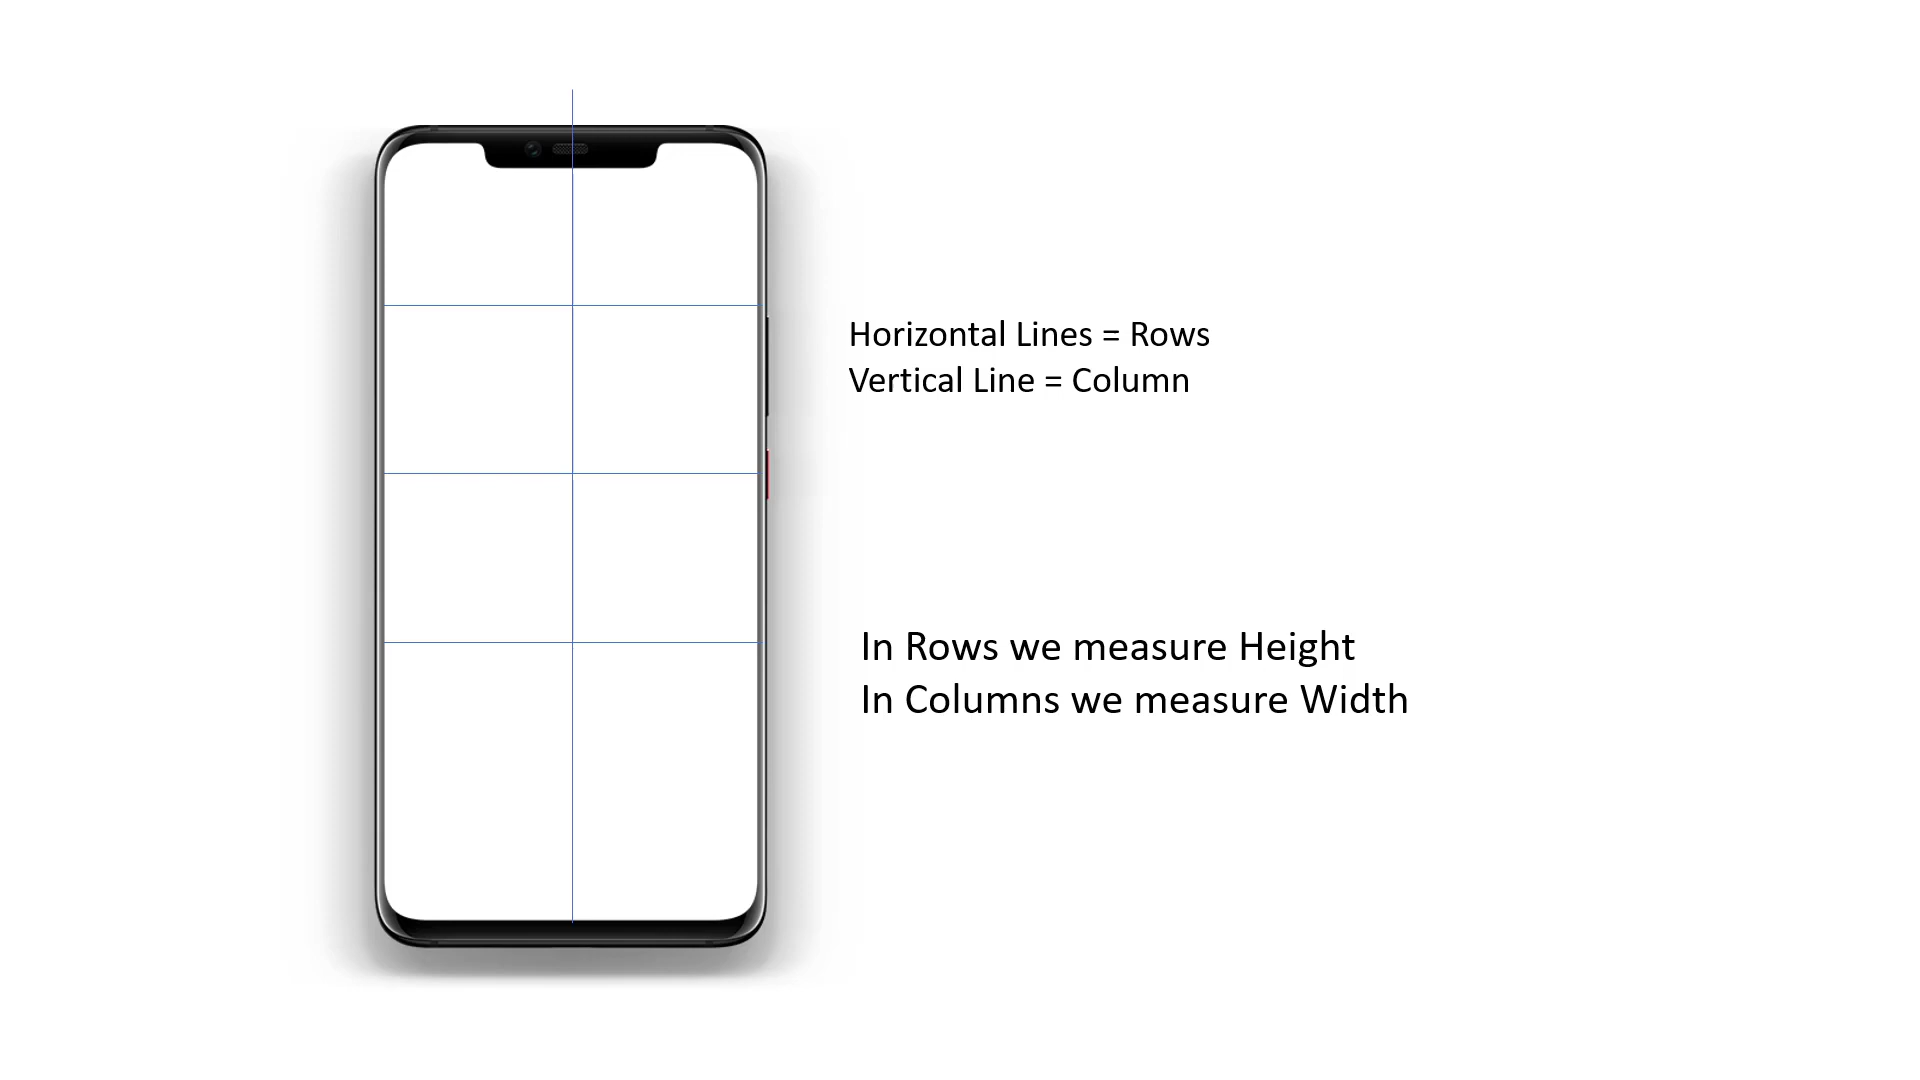 Horizontal Lines = Rows
Vertical Line = Column
In Rows we measure Height
In Columns we measure Width